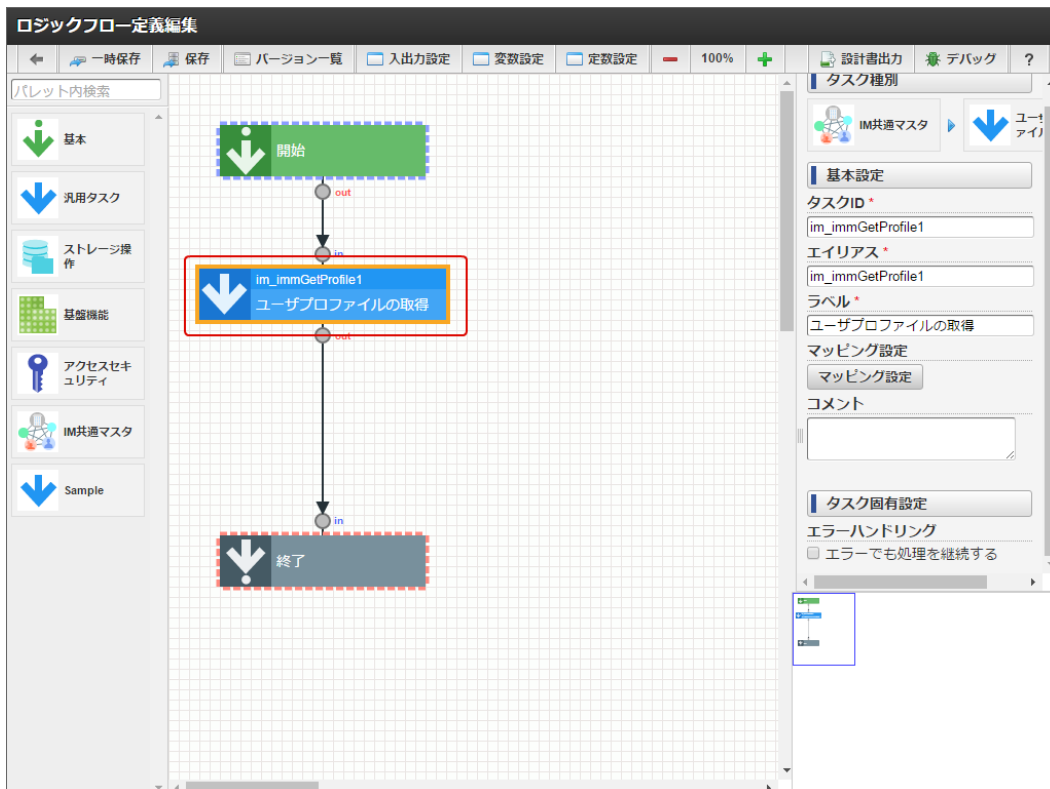 ロジックフロー定義編集
一時保存 保存 バージョン一覧 入出力設定 変数設定 定数設定 100% 設計書出力 デバッグ ?
パレット内検索
基本
汎用タスク
ストレージ操
作
基盤機能
アクセスセキ
ュリティ
IM共通マスタ
Sample
開始
out
in
im_immGetProfile1
ユーザプロファイルの取得
out
in
終了
タスク種別
IM共通マスタ
基本設定
タスクID *
im_immGetProfile1
エイリアス *
im_immGetProfile1
ラベル *
ユーザプロファイルの取得
マッピング設定
マッピング設定
コメント
タスク固有設定
エラーハンドリング
エラーでも処理を継続する